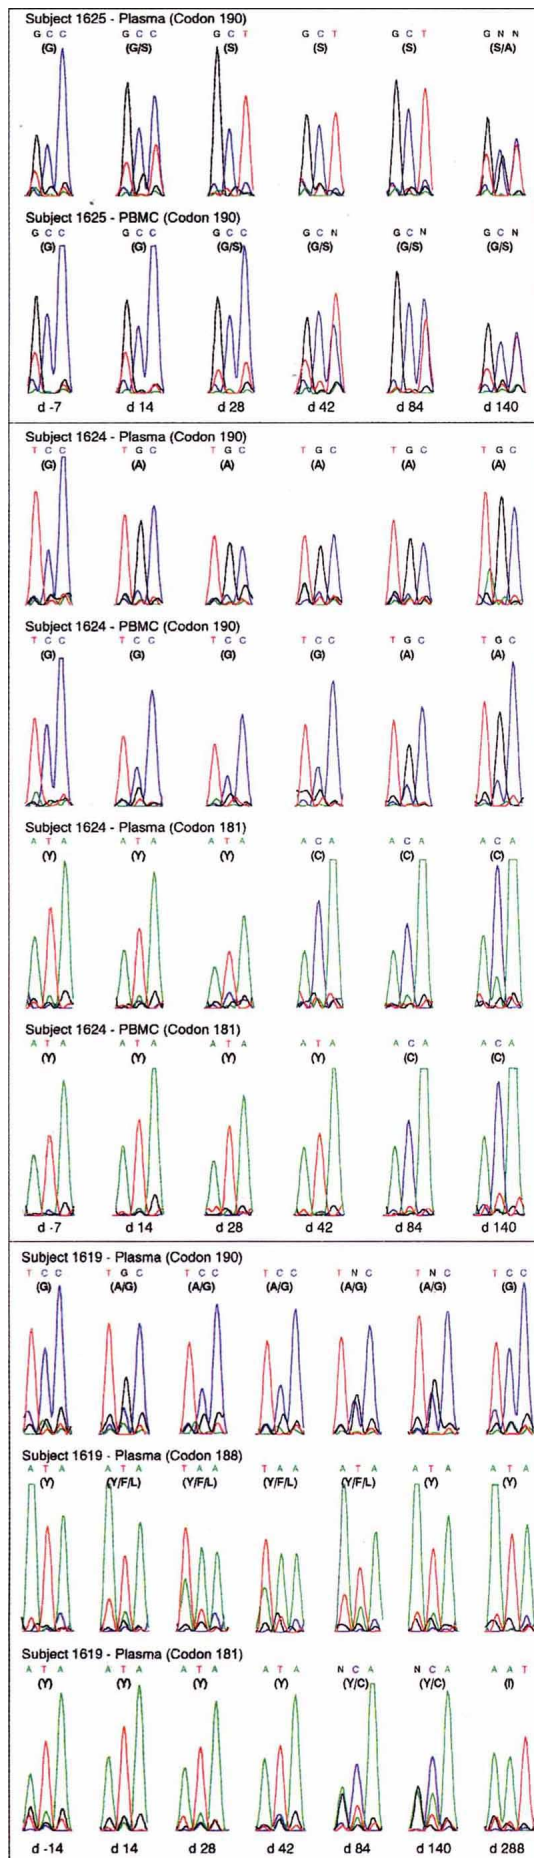 Subject 1625 - Plasma (Codon 190)
G C C G C C G C T G C T G C T G N N
(G) (G/S) (S) (S) (S) (S/A)
Subject 1625 - PBMC (Codon 190)
G C C G C C G C C G C N G C N G C N
(G) (G) (G/S) (G/S) (G/S) (G/S)
d -7 d 14 d 28 d 42 d 84 d 140
Subject 1624 - Plasma (Codon 190)
T C C T G C T G C T G C T G C T G C
(G) (A) (A) (A) (A) (A)
Subject 1624 - PBMC (Codon 190)
T C C T C C T C C T C C T G C T G C
(G) (G) (G) (G) (A) (A)
Subject 1624 - Plasma (Codon 181)
A T A A T A A T A A C A A C A A C A
(Y) (Y) (Y) (C) (C) (C)
Subject 1624 - PBMC (Codon 181)
A T A A T A A T A A T A A C A A C A
(Y) (Y) (Y) (Y) (C) (C)
d -7 d 14 d 28 d 42 d 84 d 140
Subject 1619 - Plasma (Codon 190)
T C C T G C T C C T C C T N C T N C T C C
(G) (A/G) (A/G) (A/G) (A/G) (A/G) (G)
Subject 1619 - Plasma (Codon 188)
A T A A T A T A A T A A A T A A T A A T A
(Y) (Y/F/L) (Y/F/L) (Y/F/L) (Y/F/L) (Y) (Y)
Subject 1619 - Plasma (Codon 181)
A T A A T A A T A A T A N C A N C A A A T
(Y) (Y) (Y) (Y) (Y/C) (Y/C) (I)
d -14 d 14 d 28 d 42 d 84 d 140 d 288